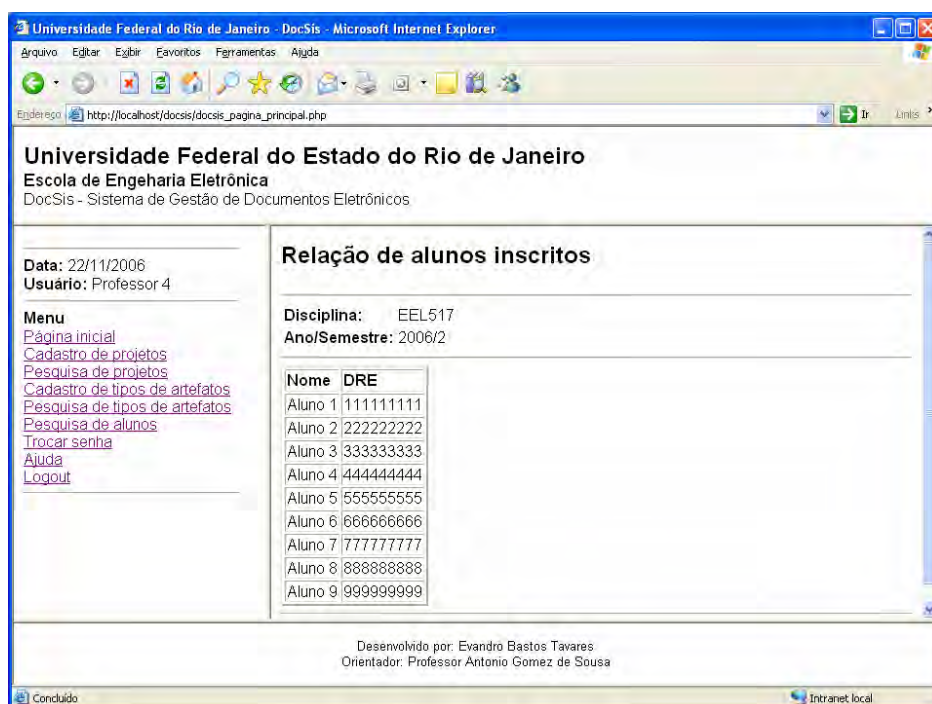 Universidade Federal do Rio de Janeiro - DocSis - Microsoft Internet Explorer
Arquivo Editar Exibir Favoritos Ferramentas Ajuda
Endereço http://localhost/docsis/docsis_pagina_principal.php Ir Links »
Universidade Federal do Estado do Rio de Janeiro
Escola de Engeharia Eletrônica
DocSis - Sistema de Gestão de Documentos Eletrônicos
Data: 22/11/2006
Usuário: Professor 4
Menu
Página inicial
Cadastro de projetos
Pesquisa de projetos
Cadastro de tipos de artefatos
Pesquisa de tipos de artefatos
Pesquisa de alunos
Trocar senha
Ajuda
Logout
Relação de alunos inscritos
Disciplina: EEL517
Ano/Semestre: 2006/2
Nome DRE
Aluno 1 111111111
Aluno 2 222222222
Aluno 3 333333333
Aluno 4 444444444
Aluno 5 555555555
Aluno 6 666666666
Aluno 7 777777777
Aluno 8 888888888
Aluno 9 999999999
Desenvolvido por: Evandro Bastos Tavares
Orientador: Professor Antonio Gomez de Sousa
Concluído Intranet local